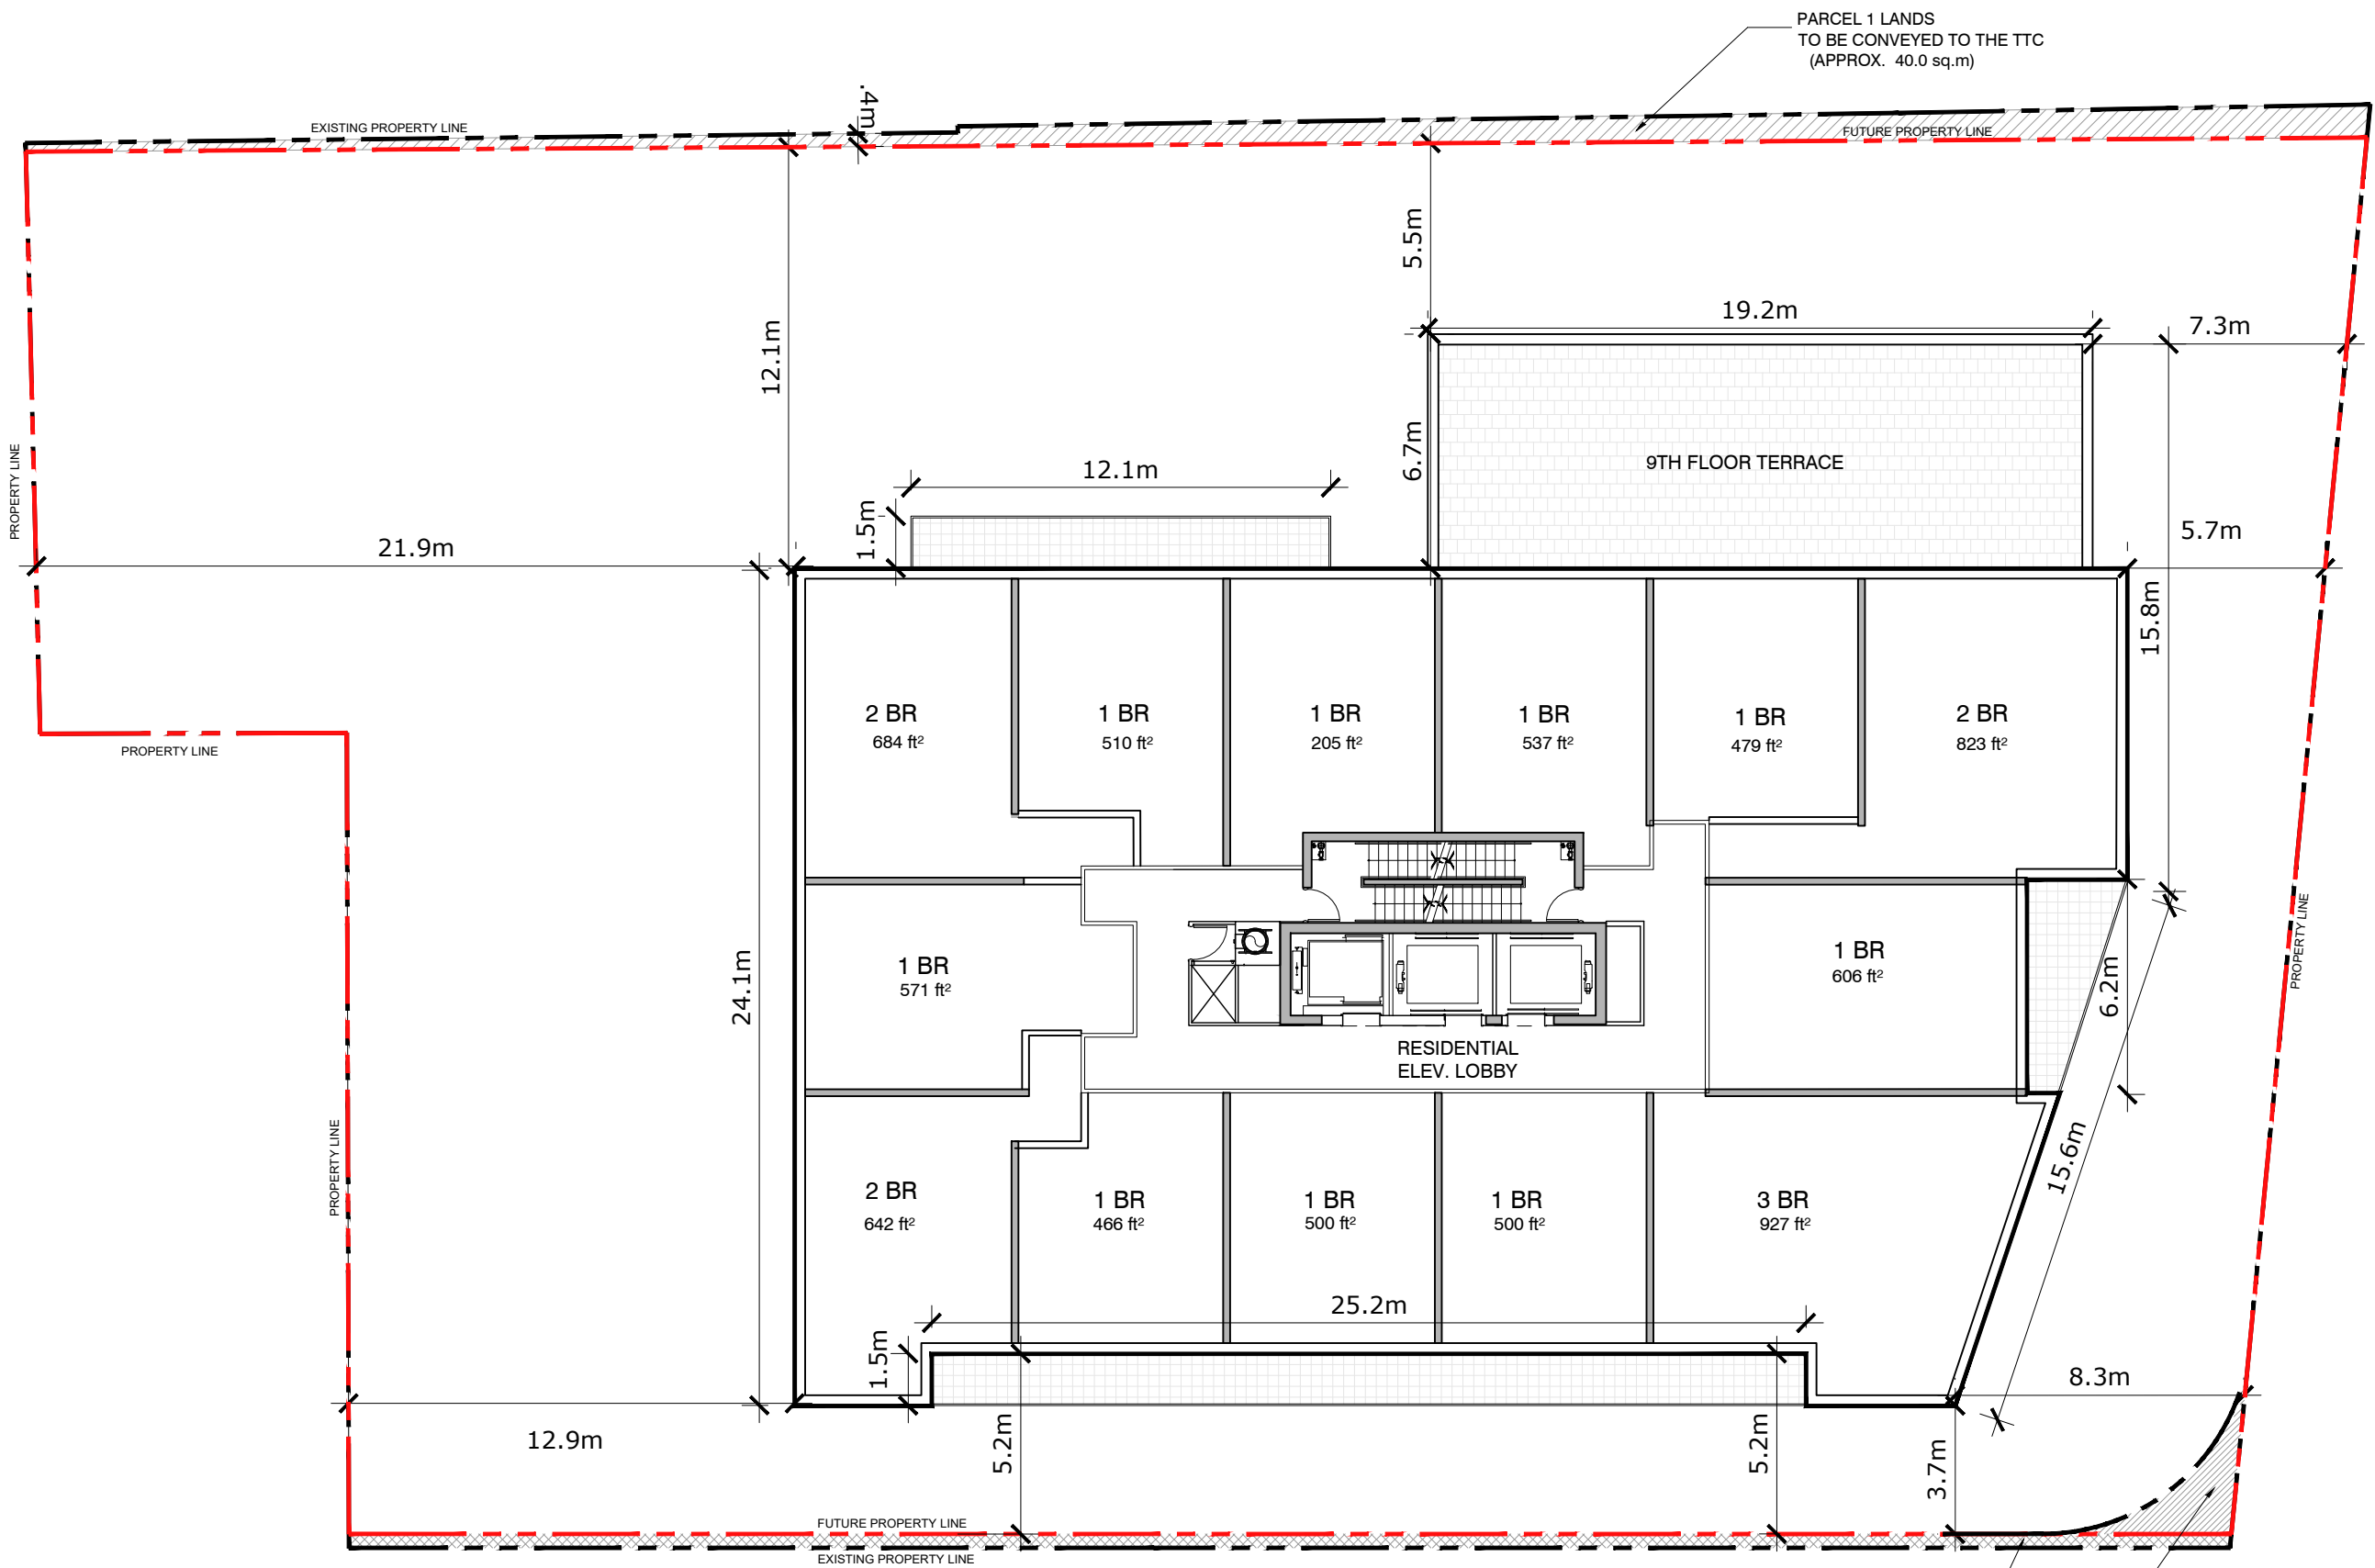 PARCEL 1 LANDS
TO BE CONVEYED TO THE TTC
(APPROX. 40.0 sq.m)
.4m
EXISTING PROPERTY LINE
FUTURE PROPERTY LINE
5.5m
19.2m
7.3m
12.1m
6.7m
9TH FLOOR TERRACE
12.1m
PROPERTY LINE
1.5m
21.9m
5.7m
15.8m
2 BR
684 ft²
1 BR
510 ft²
1 BR
205 ft²
1 BR
537 ft²
1 BR
479 ft²
2 BR
823 ft²
PROPERTY LINE
24.1m
1 BR
571 ft²
1 BR
606 ft²
6.2m
PROPERTY LINE
RESIDENTIAL
ELEV. LOBBY
PROPERTY LINE
15.6m
2 BR
642 ft²
1 BR
466 ft²
1 BR
500 ft²
1 BR
500 ft²
3 BR
927 ft²
25.2m
1.5m
8.3m
12.9m
5.2m
5.2m
3.7m
FUTURE PROPERTY LINE
EXISTING PROPERTY LINE